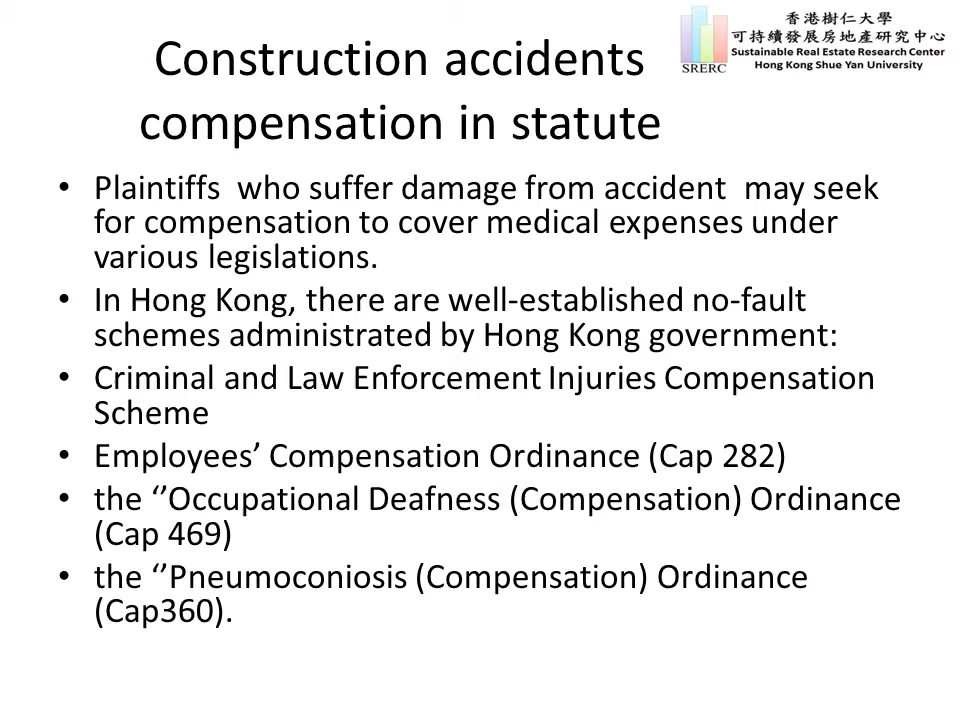 Construction accidents
compensation in statute
香港樹仁大學
可持續發展房地產研究中心
Sustainable Real Estate Research Center
Hong Kong Shue Yan University
SRERC
• Plaintiffs  who suffer damage from accident  may seek
for compensation to cover medical expenses under
various legislations.
• In Hong Kong, there are well-established no-fault
schemes administrated by Hong Kong government:
• Criminal and Law Enforcement Injuries Compensation
Scheme
• Employees’ Compensation Ordinance (Cap 282)
• the ‘’Occupational Deafness (Compensation) Ordinance
(Cap 469)
• the ‘’Pneumoconiosis (Compensation) Ordinance
(Cap360).